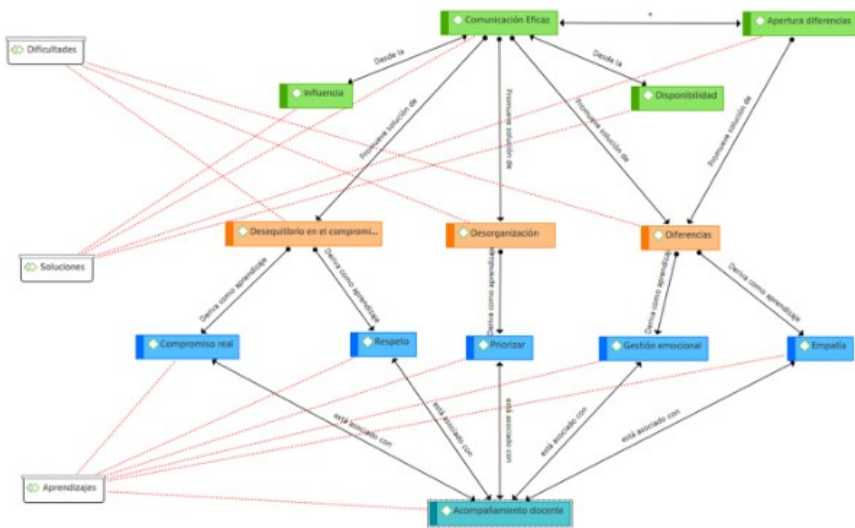 Comunicación Eficaz
*
Apertura diferencias
Dificultades
Desde la
Desde la
Influencia
Disponibilidad
Promueve solución de
Promueve solución de
Promueve solución de
Promueve solución de
Desequilibrio en el compromi...
Desorganización
Diferencias
Soluciones
Deriva como aprendizaje
Deriva como aprendizaje
Deriva como aprendizaje
Deriva como aprendizaje
Deriva como aprendizaje
Compromiso real
Respeto
Priorizar
Gestión emocional
Empatía
está asociado con
está asociado con
está asociado con
está asociado con
está asociado con
Aprendizajes
Acompañamiento docente